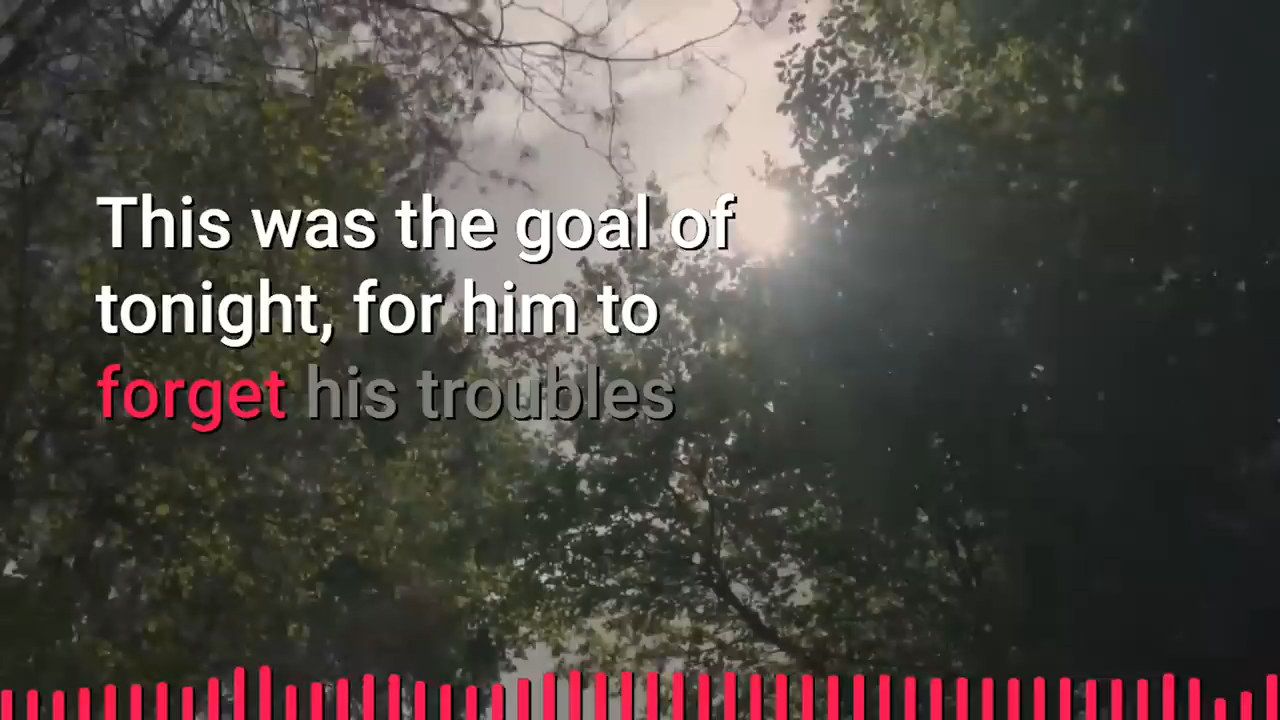 This was the goal of
tonight, for him to
forget his troubles